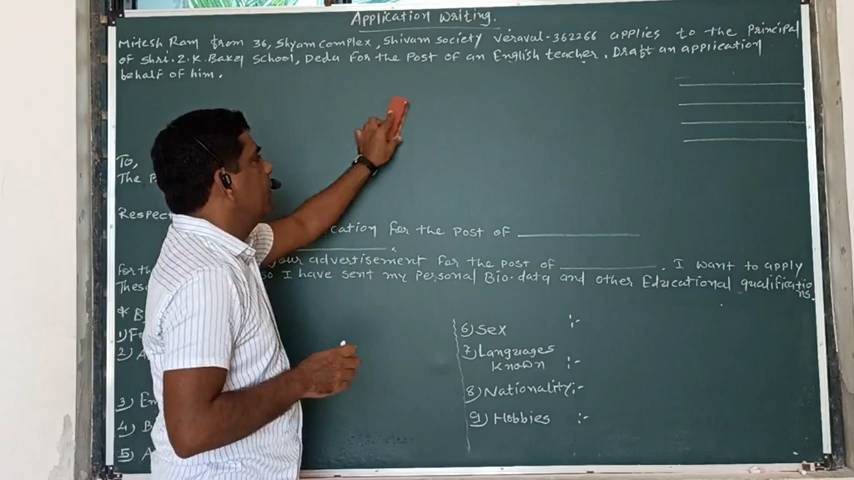 Application Writing.
Mitesh Ram from 36, Shyam complex, Shivam society Veraval-362266 applies to the Principal
of Shri. Z.K. Bakej School, Deda for the Post of an English teacher. Draft an application
behalf of him.
To,
The P
Respect
cation for the Post of
For th your advertisement for the post of . I want to apply
Thes so I have sent my Personal Bio-data and other Educational qualifications.
* B
1) F
6) Sex :-
2) A
7) Languages
Known :-
8) Nationality :-
3) E
4) B
9) Hobbies :-
5) A